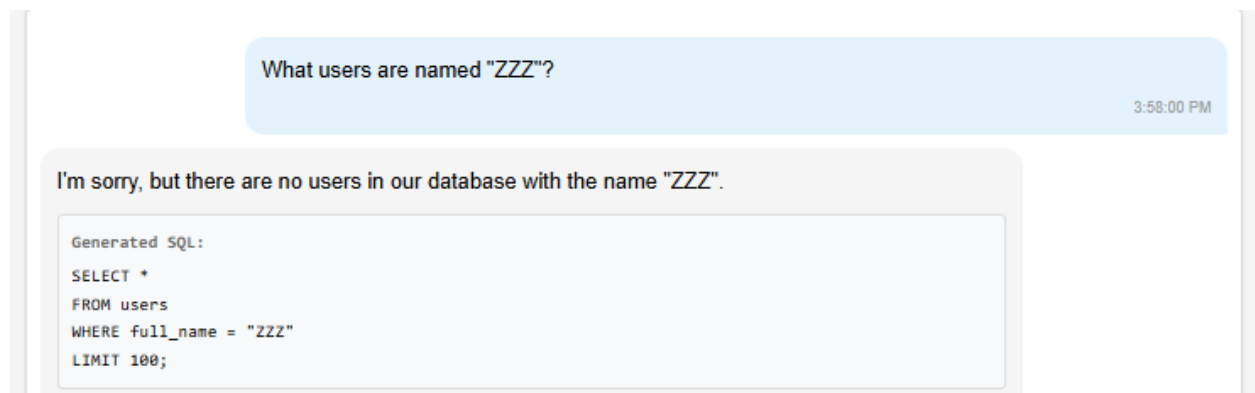 What users are named "ZZZ"?
3:58:00 PM
I'm sorry, but there are no users in our database with the name "ZZZ".
Generated SQL:
SELECT *
FROM users
WHERE full_name = "ZZZ"
LIMIT 100;